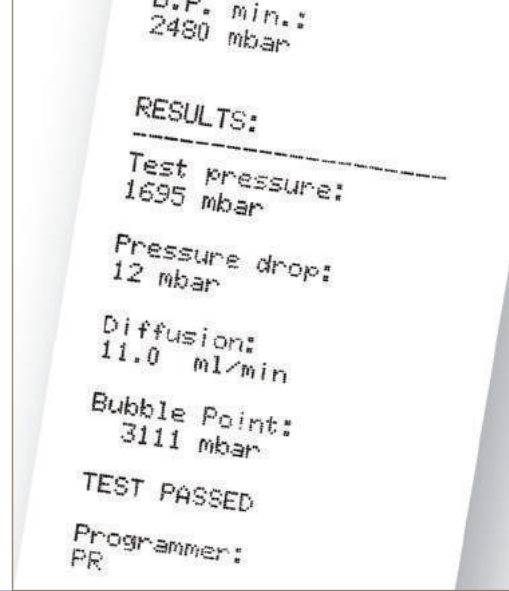 B.P. min.:
2480 mbar
RESULTS:
--------------------
Test pressure:
1695 mbar
Pressure drop:
12 mbar
Diffusion:
11.0 ml/min
Bubble Point:
3111 mbar
TEST PASSED
Programmer:
PR